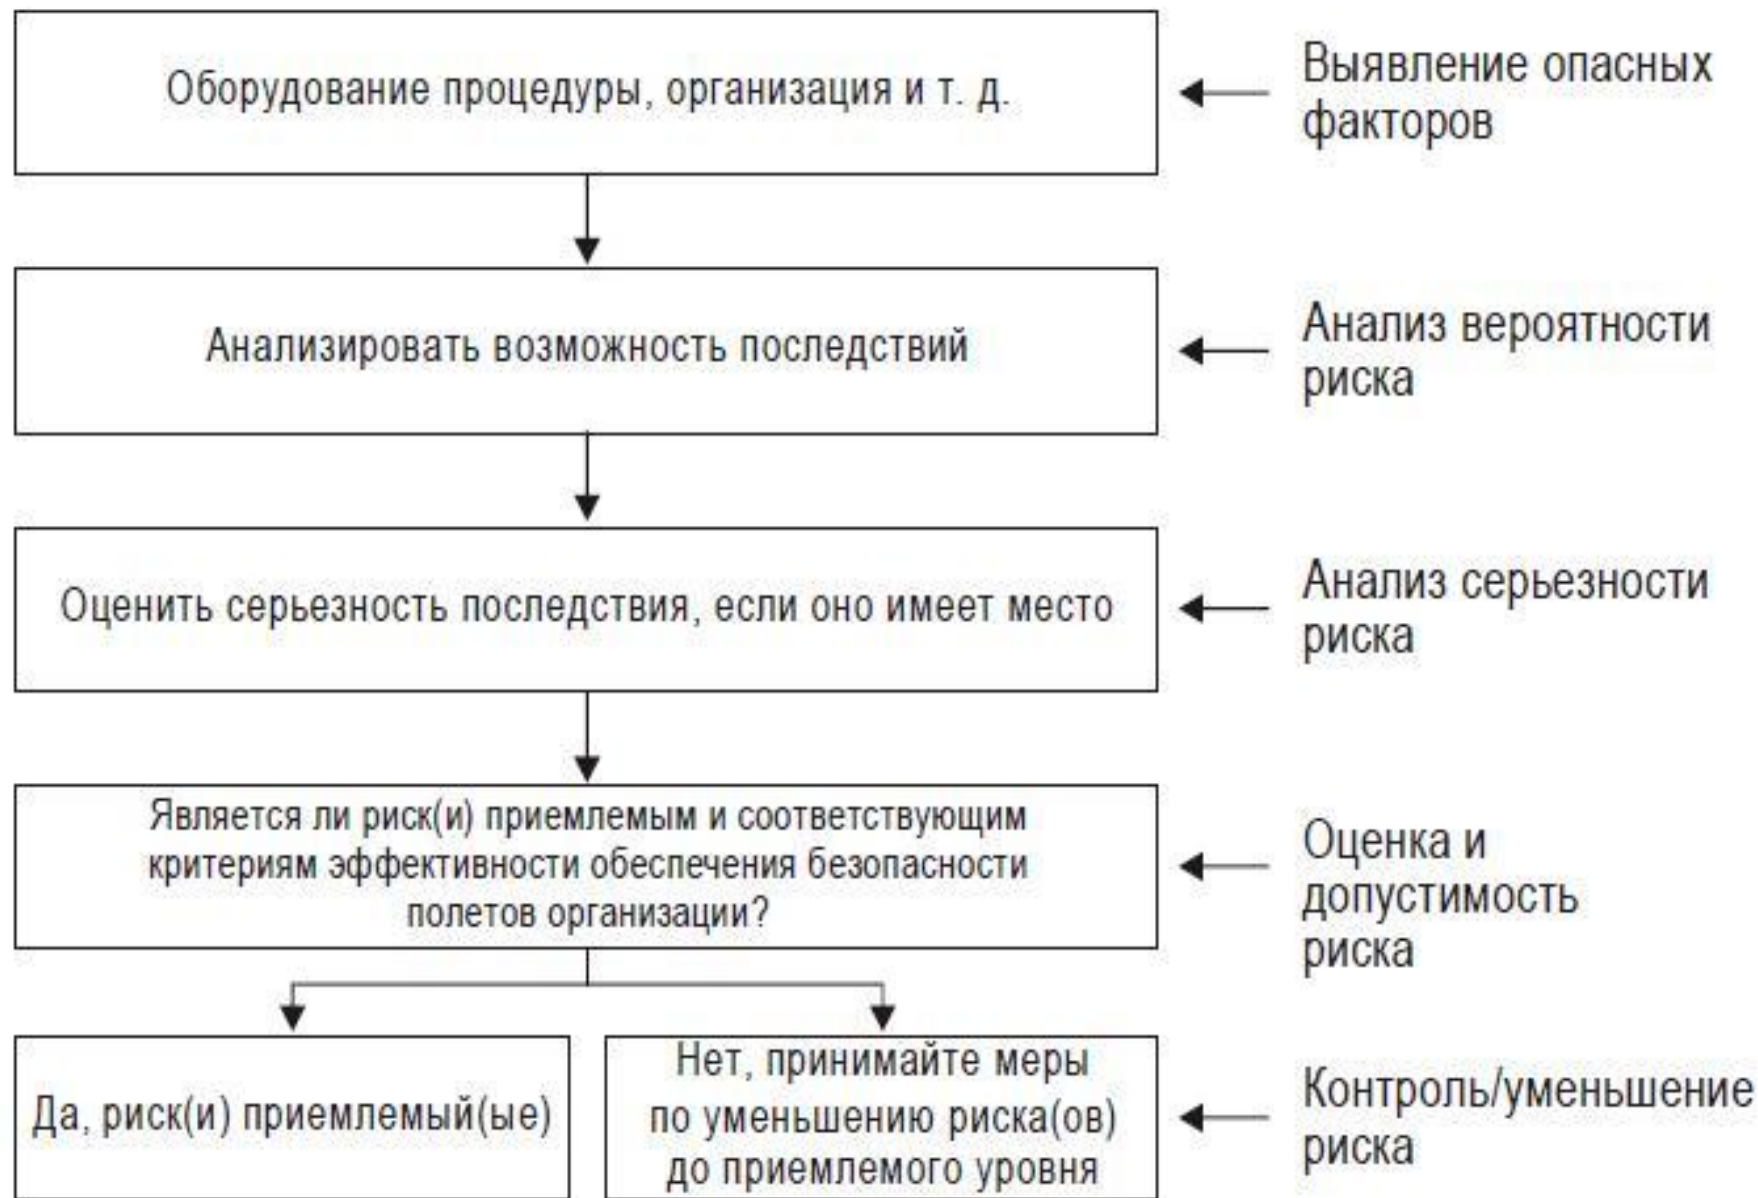 Оборудование процедуры, организация и т. д.
Выявление опасных
факторов
Анализировать возможность последствий
Анализ вероятности
риска
Оценить серьезность последствия, если оно имеет место
Анализ серьезности
риска
Является ли риск(и) приемлемым и соответствующим
критериям эффективности обеспечения безопасности
полетов организации?
Оценка и
допустимость
риска
Да, риск(и) приемлемый(ые)
Нет, принимайте меры
по уменьшению риска(ов)
до приемлемого уровня
Контроль/уменьшение
риска